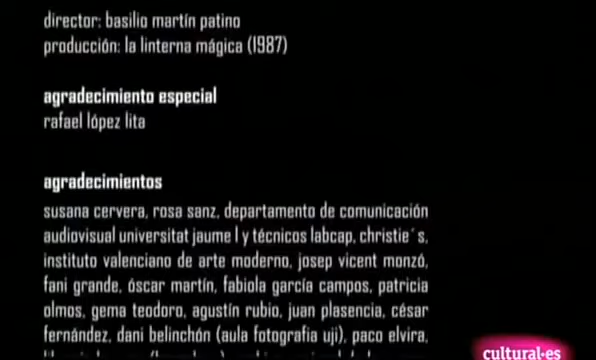 director: basilio martín patino
producción: la linterna mágica (1987)
agradecimiento especial
rafael lópez lita
agradecimientos
susana cervera, rosa sanz, departamento de comunicación
audiovisual universitat jaume I y técnicos labcap, christie´s,
instituto valenciano de arte moderno, josep vicent monzó,
fani grande, óscar martín, fabiola garcía campos, patricia
olmos, gema teodoro, agustín rubio, juan plasencia, césar
fernández, dani belinchón (aula fotografia uji), paco elvira,
cultural·es